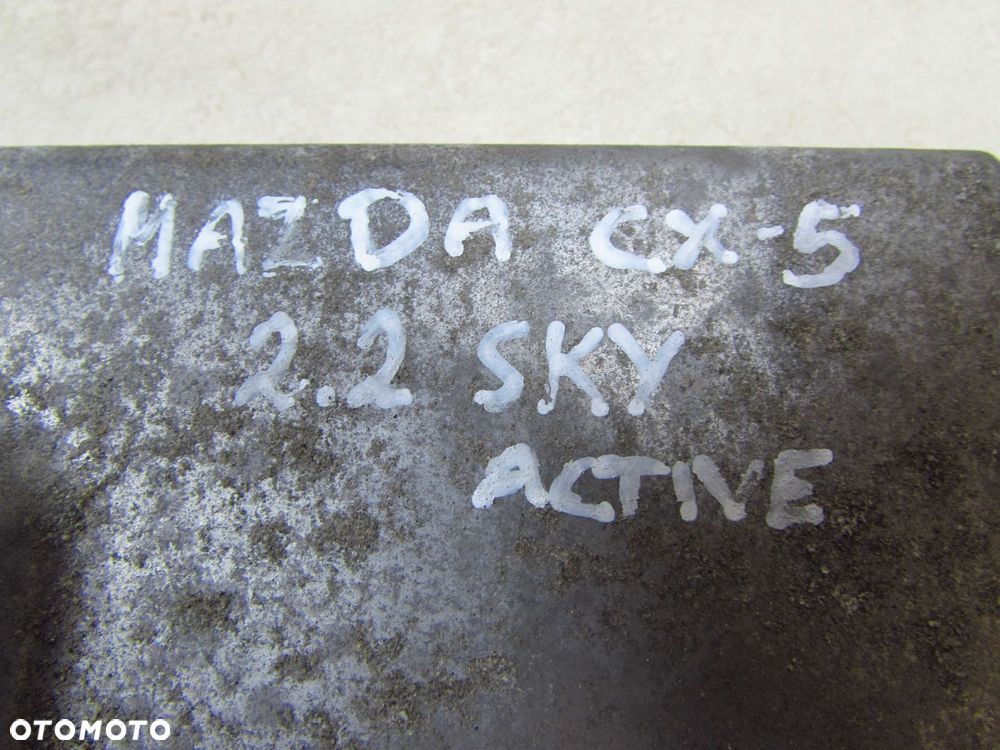 MAZDA CX-5
2.2 SKY
ACTIVE
OTOMOTO